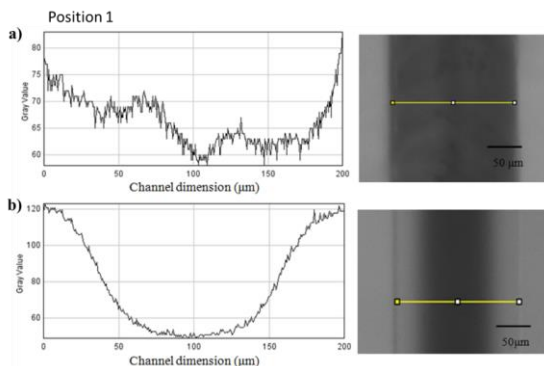 Position 1
a)
80
75
70
65
60
Gray Value
0
50
100
150
200
Channel dimension (µm)
50 µm
b)
120
100
80
60
Gray Value
0
50
100
150
200
Channel dimension (µm)
50µm